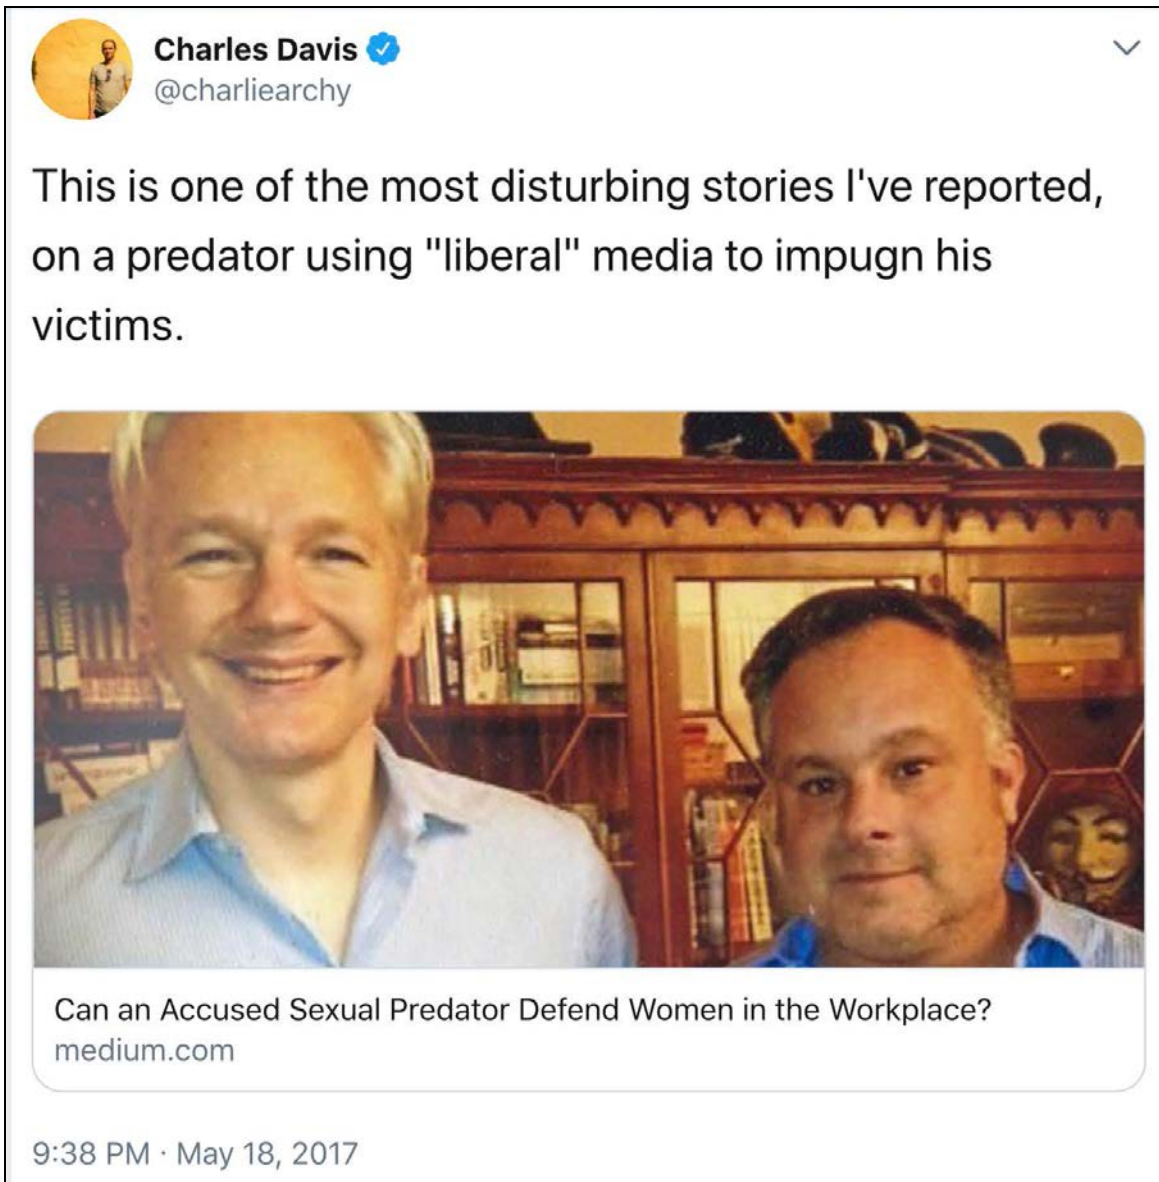 Charles Davis
@charliearchy
This is one of the most disturbing stories I've reported,
on a predator using "liberal" media to impugn his
victims.
Can an Accused Sexual Predator Defend Women in the Workplace?
medium.com
9:38 PM · May 18, 2017